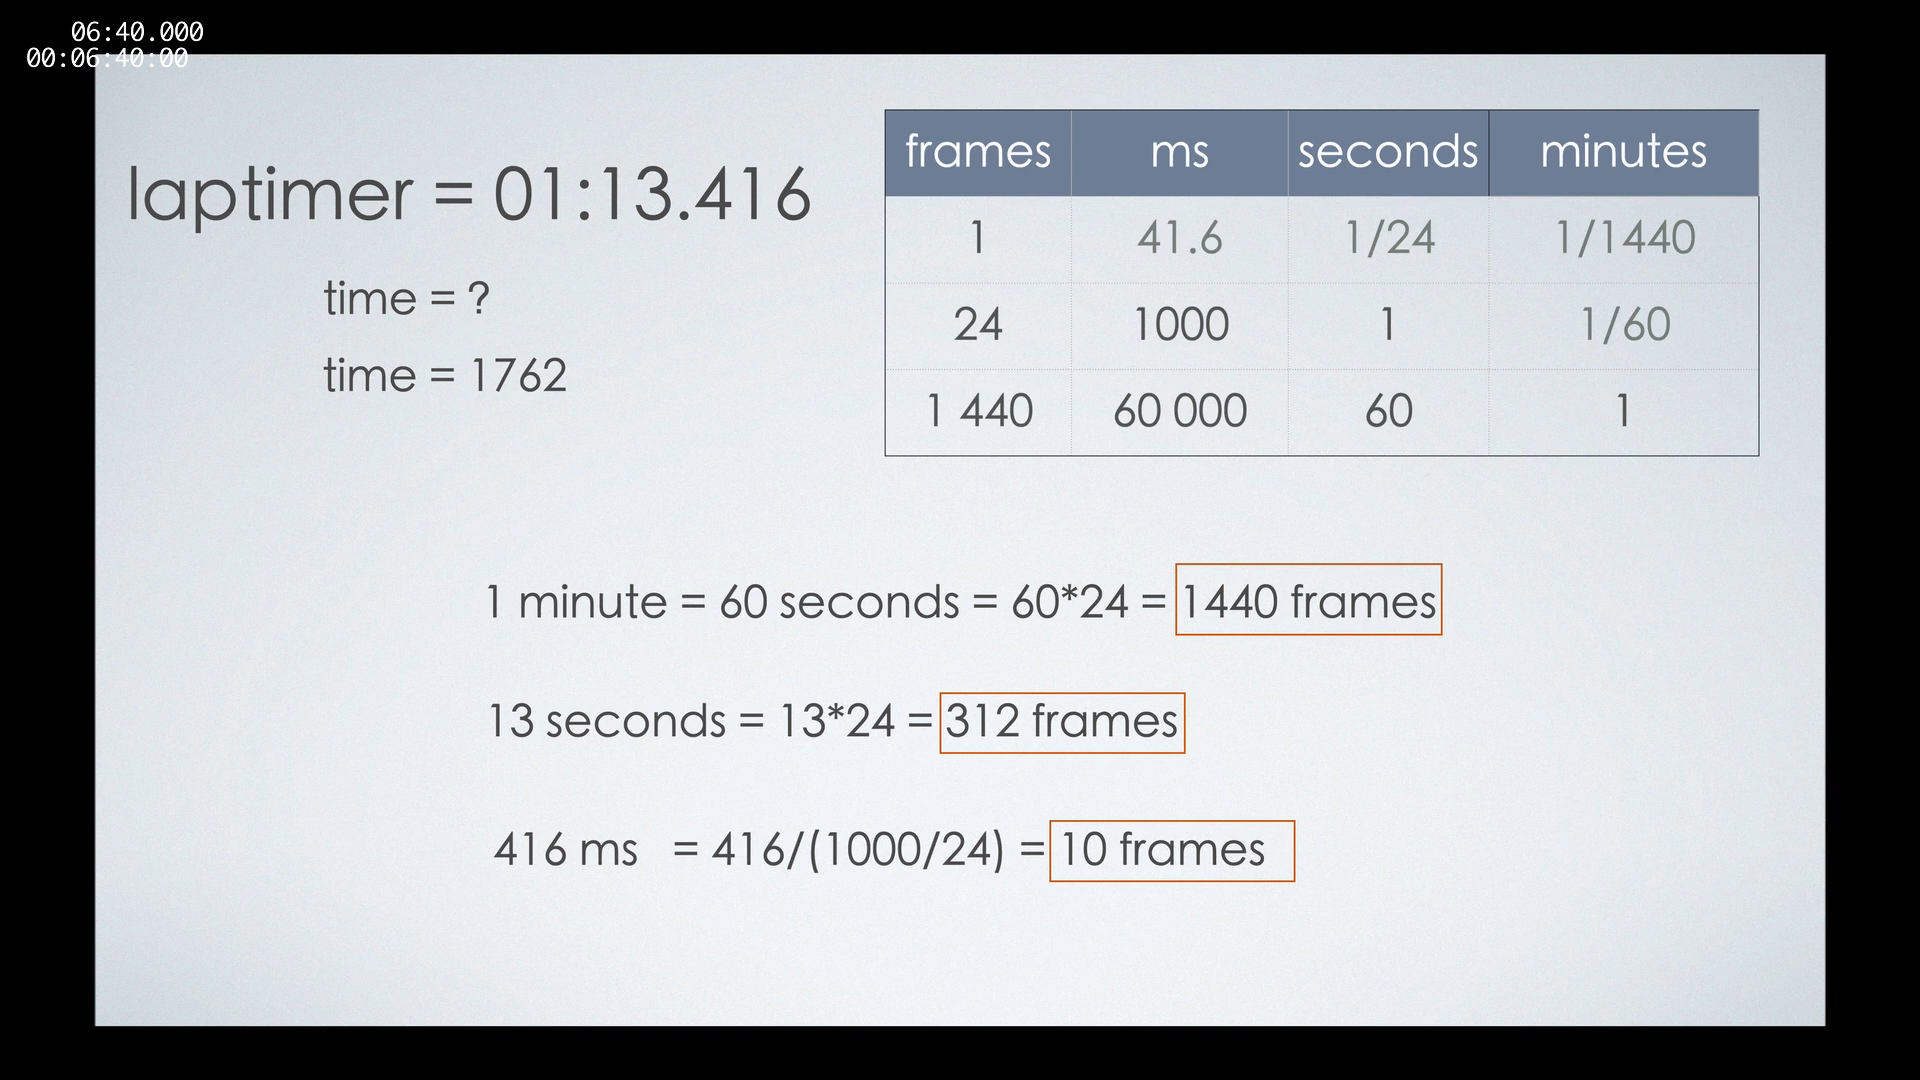 06:40.000
00:06:40:00
laptimer = 01:13.416
time = ?
time = 1762
frames ms seconds minutes
1 41.6 1/24 1/1440
24 1000 1 1/60
1 440 60 000 60 1
1 minute = 60 seconds = 60*24 = 1440 frames
13 seconds = 13*24 = 312 frames
416 ms = 416/(1000/24) = 10 frames